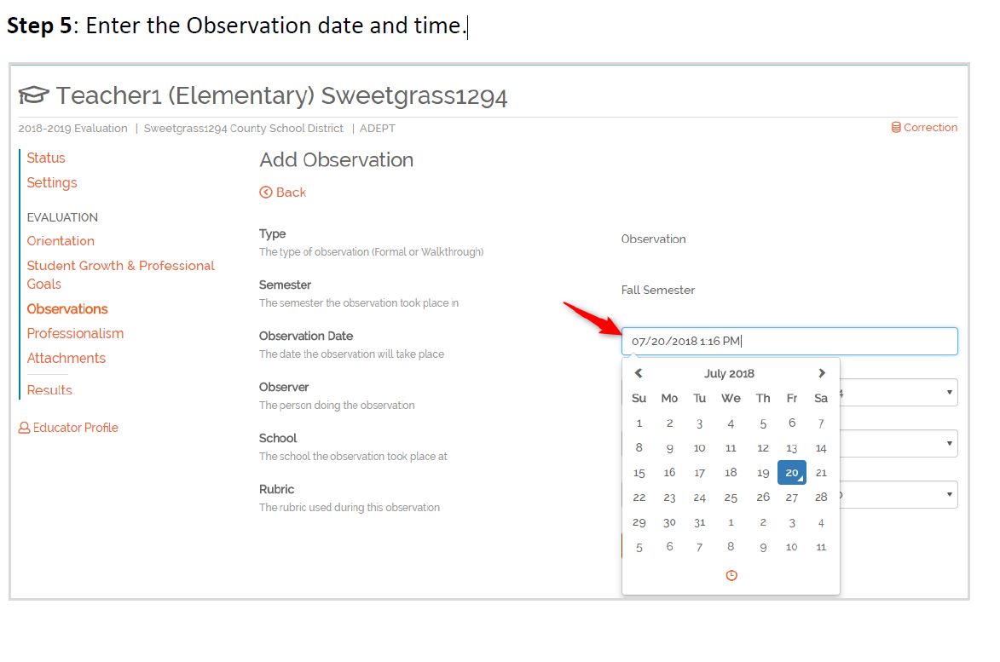 Step 5: Enter the Observation date and time.
Teacher1 (Elementary) Sweetgrass1294
2018-2019 Evaluation | Sweetgrass1294 County School District | ADEPT
Correction
Status
Settings
EVALUATION
Orientation
Student Growth & Professional
Goals
Observations
Professionalism
Attachments
Results
Educator Profile
Add Observation
Back
Type
The type of observation (Formal or Walkthrough)
Observation
Semester
The semester the observation took place in
Fall Semester
Observation Date
The date the observation will take place
07/20/2018 1:16 PM
Observer
The person doing the observation
School
The school the observation took place at
Rubric
The rubric used during this observation
July 2018
Su Mo Tu We Th Fr Sa
1 2 3 4 5 6 7
8 9 10 11 12 13 14
15 16 17 18 19 20 21
22 23 24 25 26 27 28
29 30 31 1 2 3 4
5 6 7 8 9 10 11